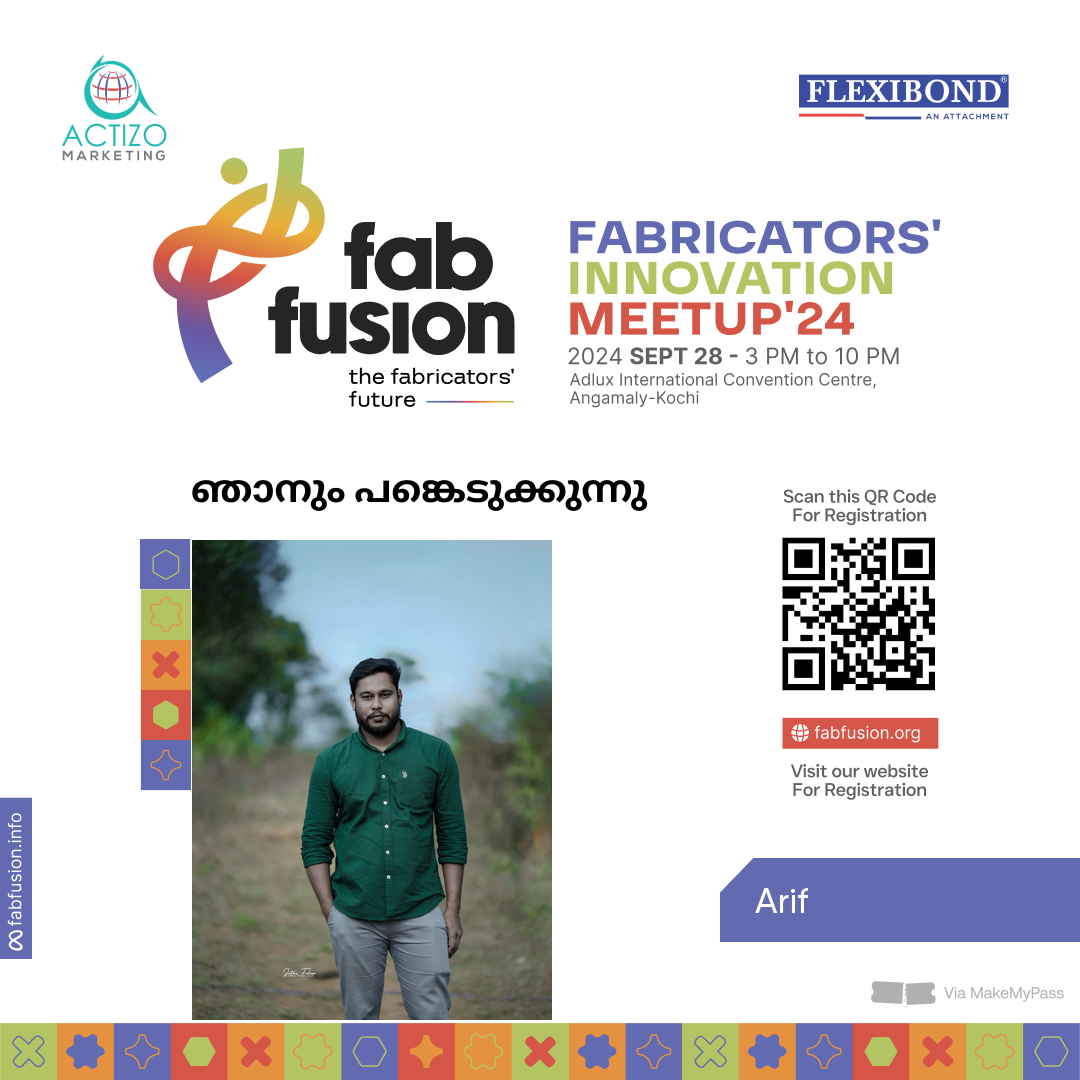 ACTIZO
MARKETING
FLEXIBOND®
AN ATTACHMENT
fab
fusion
the fabricators'
future
FABRICATORS'
INNOVATION
MEETUP'24
2024 SEPT 28 - 3 PM to 10 PM
Adlux International Convention Centre,
Angamaly-Kochi
ഞാനും പങ്കെടുക്കുന്നു
Scan this QR Code
For Registration
fabfusion.org
Visit our website
For Registration
fabfusion.info
Arif
Via MakeMyPass